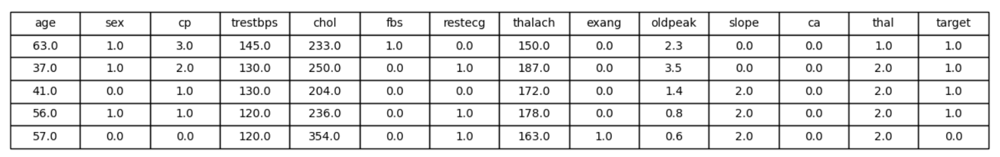 age sex cp trestbps chol fbs restecg thalach exang oldpeak slope ca thal target
63.0 1.0 3.0 145.0 233.0 1.0 0.0 150.0 0.0 2.3 0.0 0.0 1.0 1.0
37.0 1.0 2.0 130.0 250.0 0.0 1.0 187.0 0.0 3.5 0.0 0.0 2.0 1.0
41.0 0.0 1.0 130.0 204.0 0.0 0.0 172.0 0.0 1.4 2.0 0.0 2.0 1.0
56.0 1.0 1.0 120.0 236.0 0.0 1.0 178.0 0.0 0.8 2.0 0.0 2.0 1.0
57.0 0.0 0.0 120.0 354.0 0.0 1.0 163.0 1.0 0.6 2.0 0.0 2.0 0.0